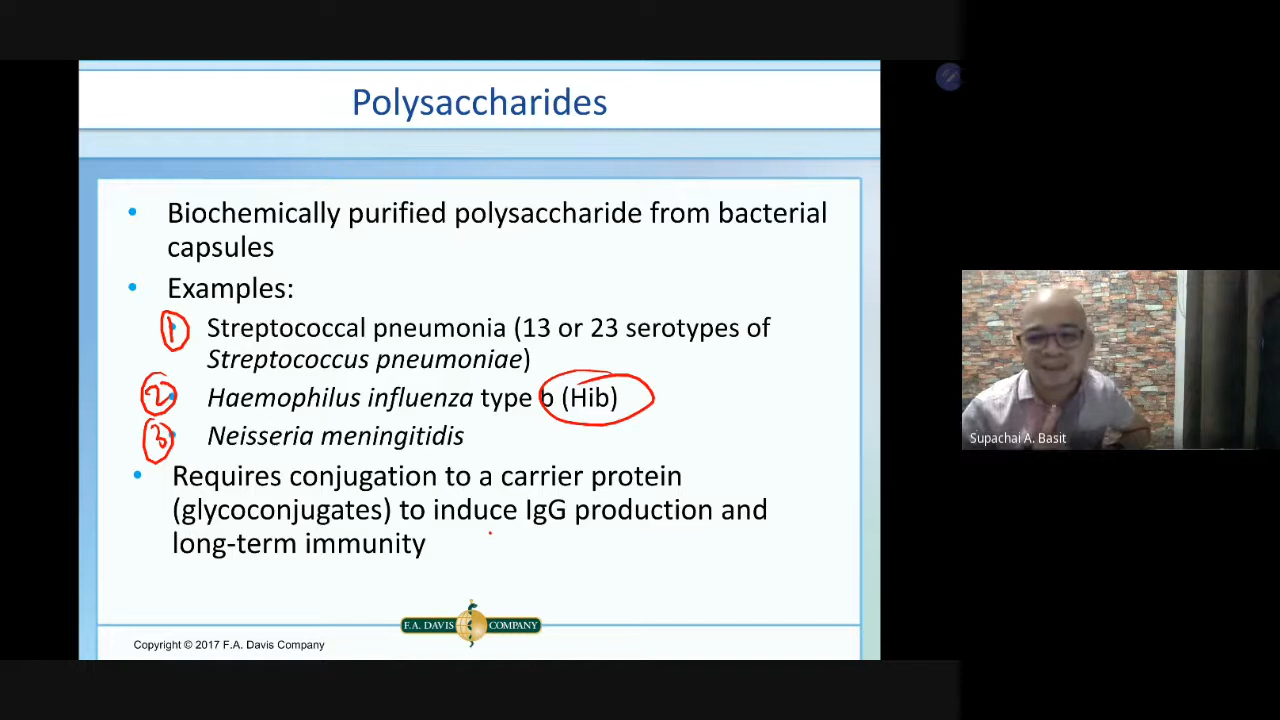 Polysaccharides
• Biochemically purified polysaccharide from bacterial
capsules
• Examples:
1 • Streptococcal pneumonia (13 or 23 serotypes of
Streptococcus pneumoniae)
2 • Haemophilus influenza type b (Hib)
3 • Neisseria meningitidis
• Requires conjugation to a carrier protein
(glycoconjugates) to induce IgG production and
long-term immunity
F.A. DAVIS COMPANY
Copyright © 2017 F.A. Davis Company
Supachai A. Basit